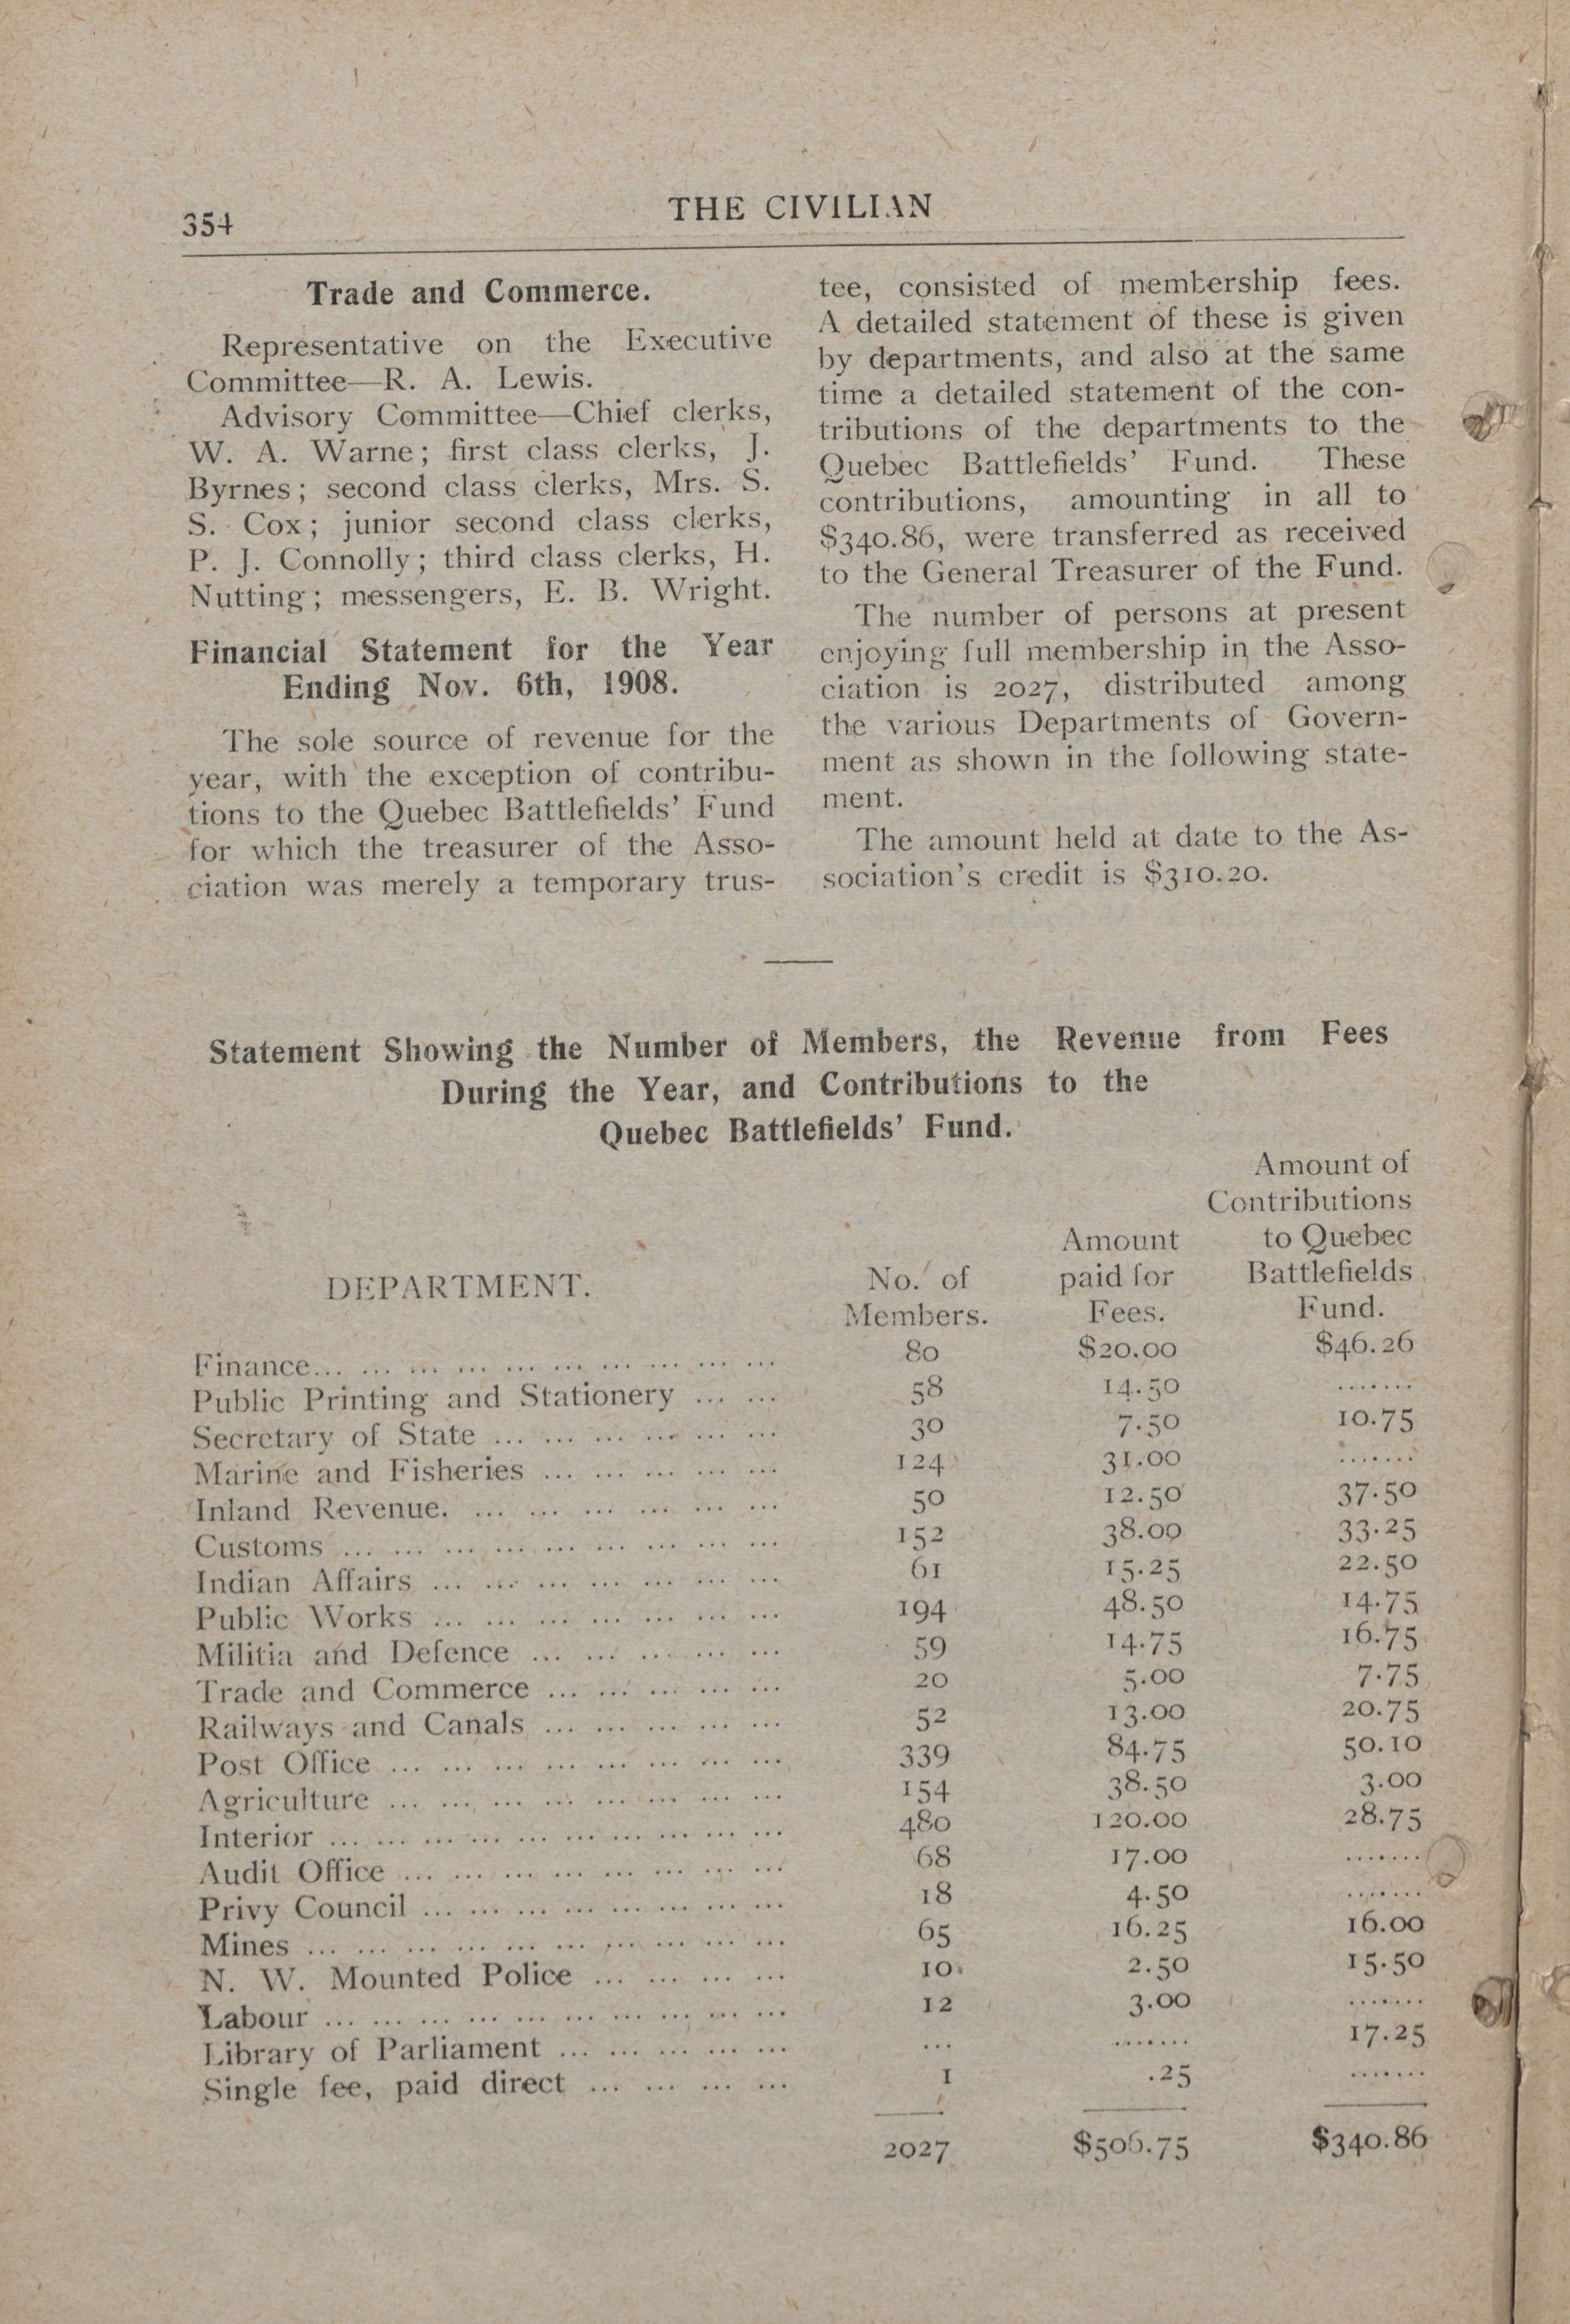 354
THE CIVILIAN
Trade and Commerce.
Representative on the Executive
Committee—R. A. Lewis.
Advisory Committee—Chief clerks,
W. A. Warne; first class clerks, J.
Byrnes; second class clerks, Mrs. S.
S. Cox; junior second class clerks,
P. J. Connolly; third class clerks, H.
Nutting; messengers, E. B. Wright.
Financial Statement for the Year
Ending Nov. 6th, 1908.
The sole source of revenue for the
year, with the exception of contribu-
tions to the Quebec Battlefields' Fund
for which the treasurer of the Asso-
ciation was merely a temporary trus-
tee, consisted of membership fees.
A detailed statement of these is given
by departments, and also at the same
time a detailed statement of the con-
tributions of the departments to the
Quebec Battlefields' Fund. These
contributions, amounting in all to
$340.86, were transferred as received
to the General Treasurer of the Fund.
The number of persons at present
enjoying full membership in the Asso-
ciation is 2027, distributed among
the various Departments of Govern-
ment as shown in the following state-
ment.
The amount held at date to the As-
sociation's credit is $310.20.
Statement Showing the Number of Members, the Revenue from Fees
During the Year, and Contributions to the
Quebec Battlefields' Fund.
Amount of
Contributions
Amount to Quebec
DEPARTMENT. No. of paid for Battlefields
Members. Fees. Fund.
Finance... ... ... ... ... ... ... ... ... ... 80 $20.00 $46.26
Public Printing and Stationery ... ... 58 14.50 .......
Secretary of State ... ... ... ... ... ... 30 7.50 10.75
Marine and Fisheries ... ... ... ... ... 124 31.00 .......
Inland Revenue. ... ... ... ... ... ... 50 12.50 37.50
Customs ... ... ... ... ... ... ... ... ... 152 38.00 33.25
Indian Affairs ... ... ... ... ... ... ... 61 15.25 22.50
Public Works ... ... ... ... ... ... ... 194 48.50 14.75
Militia and Defence ... ... ... ... ... 59 14.75 16.75
Trade and Commerce ... ... ... ... ... 20 5.00 7.75
Railways and Canals ... ... ... ... ... 52 13.00 20.75
Post Office ... ... ... ... ... ... ... ... 339 84.75 50.10
Agriculture ... ... ... ... ... ... ... ... 154 38.50 3.00
Interior ... ... ... ... ... ... ... ... ... ... 480 120.00 28.75
Audit Office ... ... ... ... ... ... ... ... 68 17.00 .......
Privy Council ... ... ... ... ... ... ... ... 18 4.50 .......
Mines ... ... ... ... ... ... ... ... ... ... 65 16.25 16.00
N. W. Mounted Police ... ... ... ... 10 2.50 15.50
Labour ... ... ... ... ... ... ... ... ... ... 12 3.00 .......
Library of Parliament ... ... ... ... ... ... ....... 17.25
Single fee, paid direct ... ... ... ... 1 .25 .......
2027 $506.75 $340.86